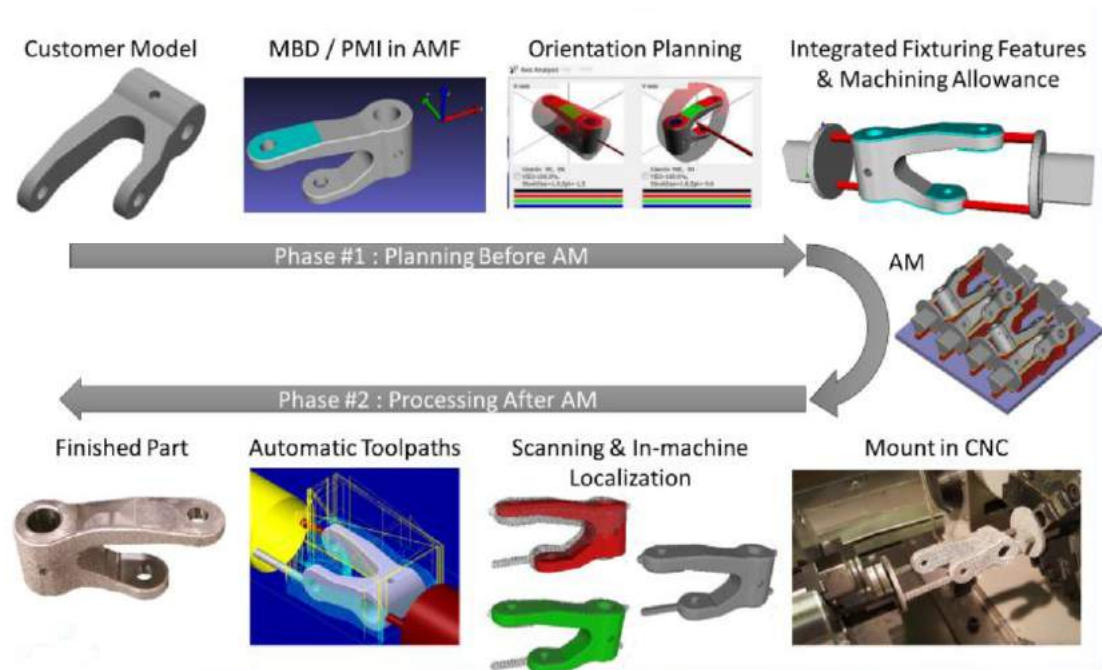 Customer Model
MBD / PMI in AMF
Orientation Planning
Integrated Fixturing Features
& Machining Allowance
Phase #1 : Planning Before AM
AM
Phase #2 : Processing After AM
Finished Part
Automatic Toolpaths
Scanning & In-machine
Localization
Mount in CNC